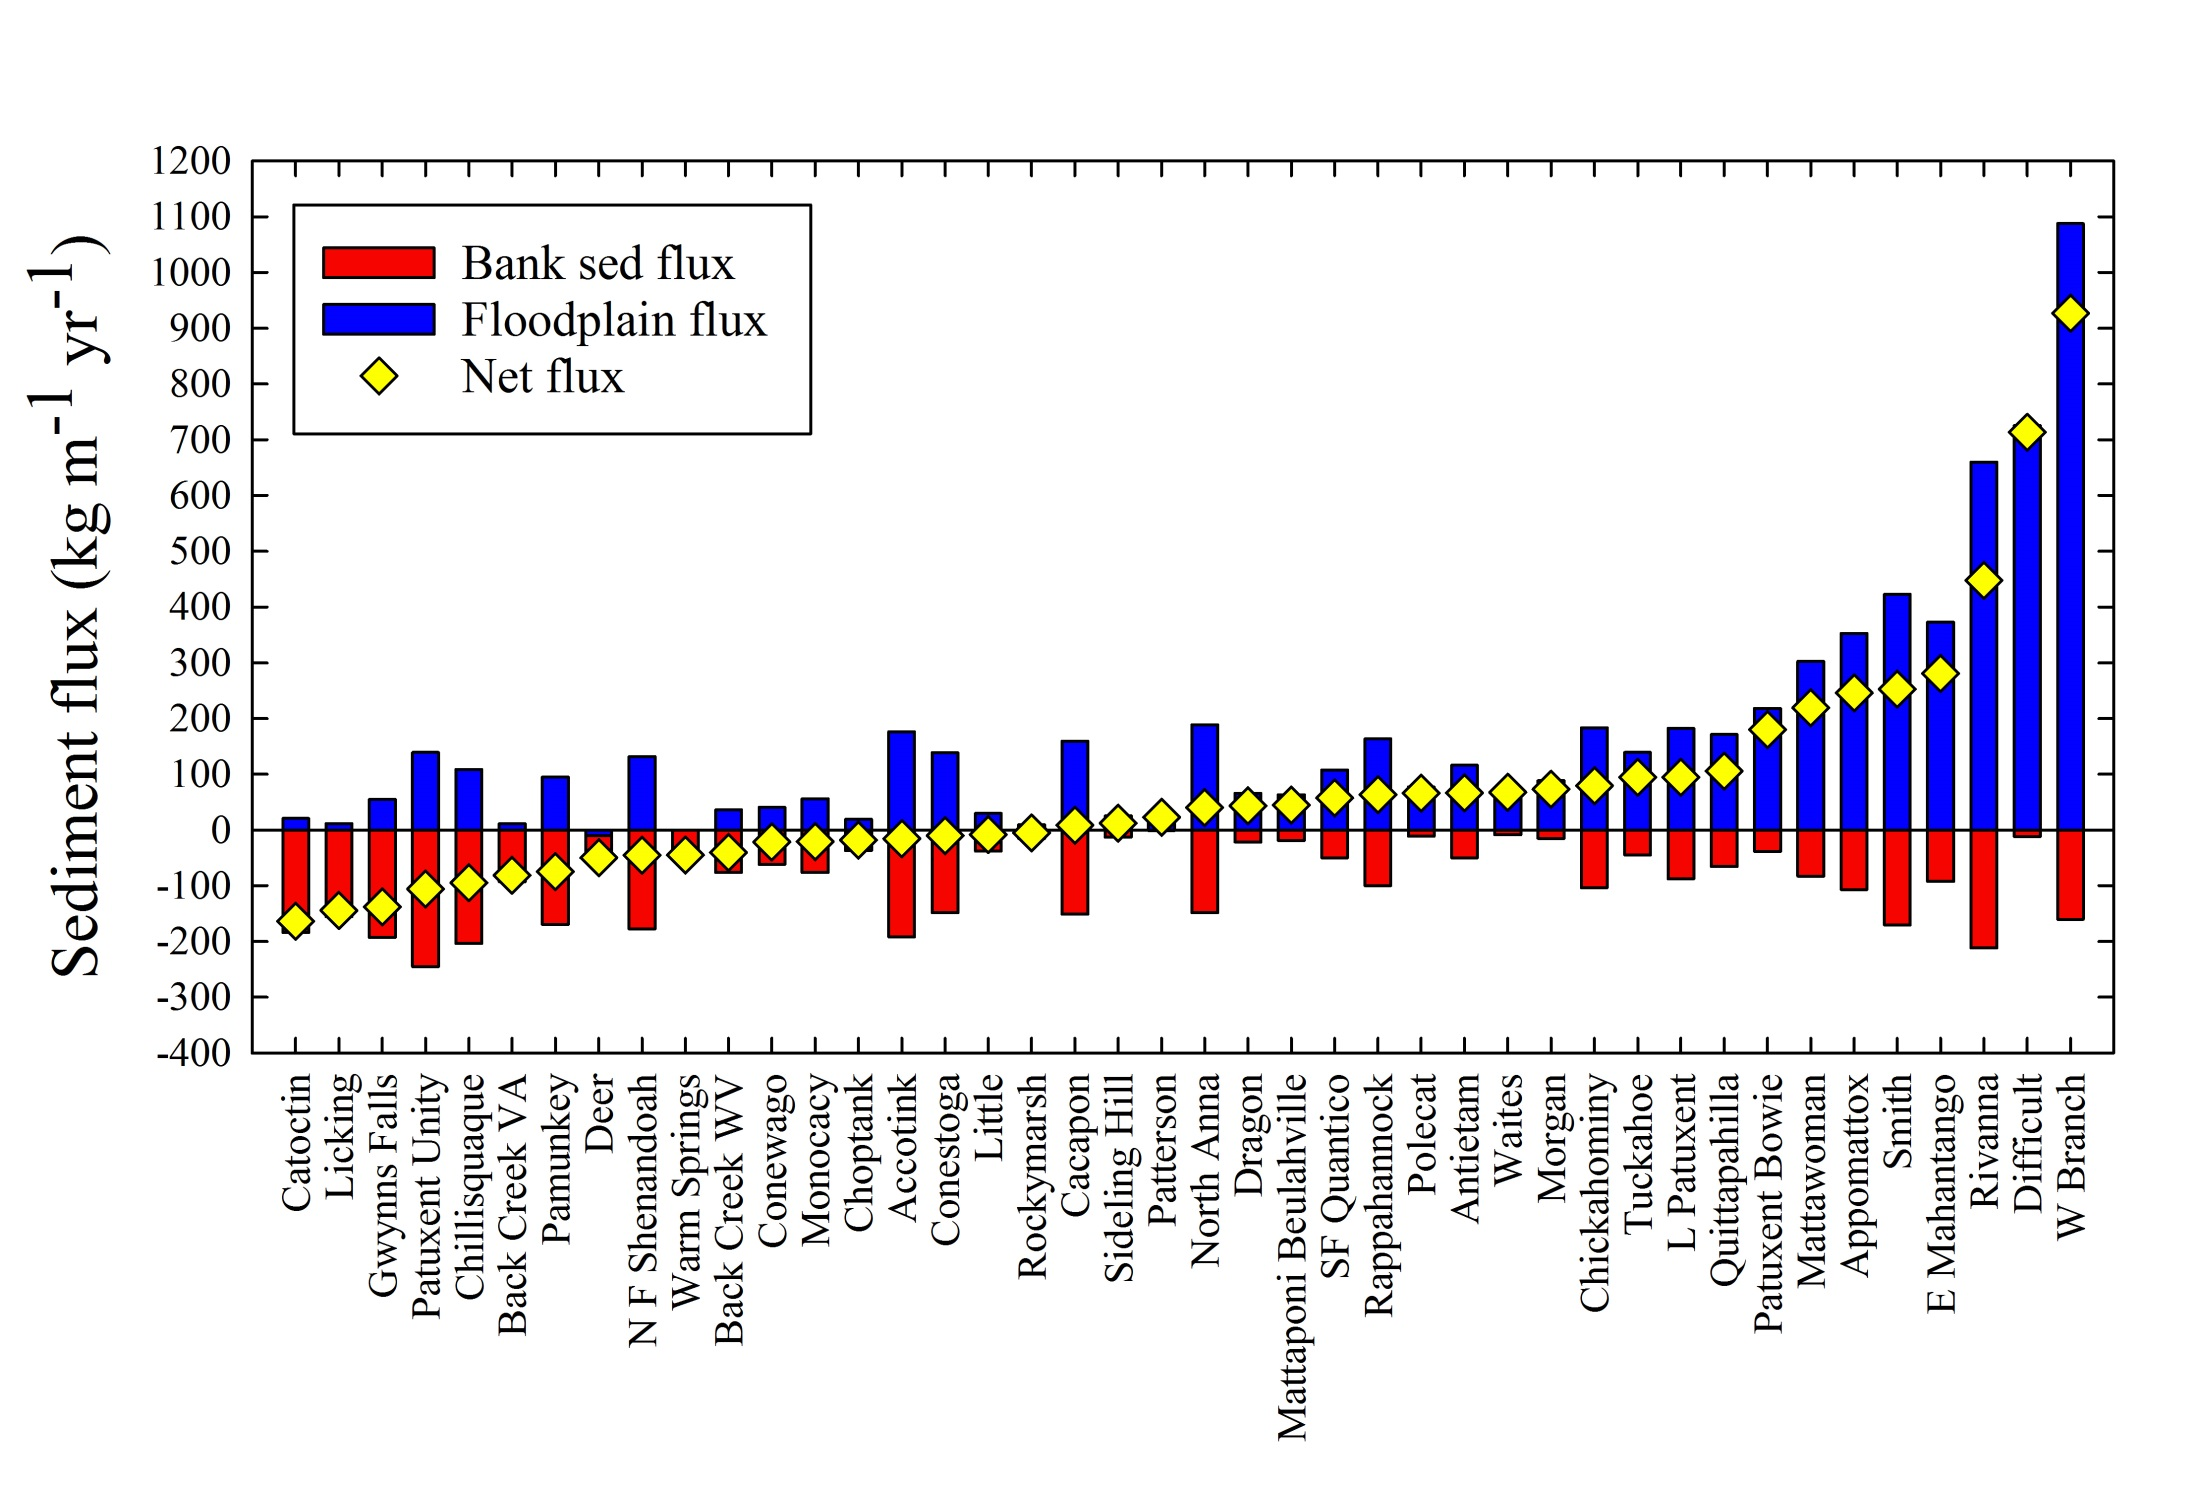 Sediment flux (kg m⁻¹ yr⁻¹)
1200
1100
1000
900
800
700
600
500
400
300
200
100
0
-100
-200
-300
-400
Bank sed flux
Floodplain flux
Net flux
Catoctin
Licking
Gwynns Falls
Patuxent Unity
Chillisquaque
Back Creek VA
Pamunkey
Deer
N F Shenandoah
Warm Springs
Back Creek WV
Conewago
Monocacy
Choptank
Accotink
Conestoga
Little
Rockymarsh
Cacapon
Sideling Hill
Patterson
North Anna
Dragon
Mattaponi Beulahville
SF Quantico
Rappahannock
Polecat
Antietam
Waites
Morgan
Chickahominy
Tuckahoe
L Patuxent
Quittapahilla
Patuxent Bowie
Mattawoman
Appomattox
Smith
E Mahantango
Rivanna
Difficult
W Branch